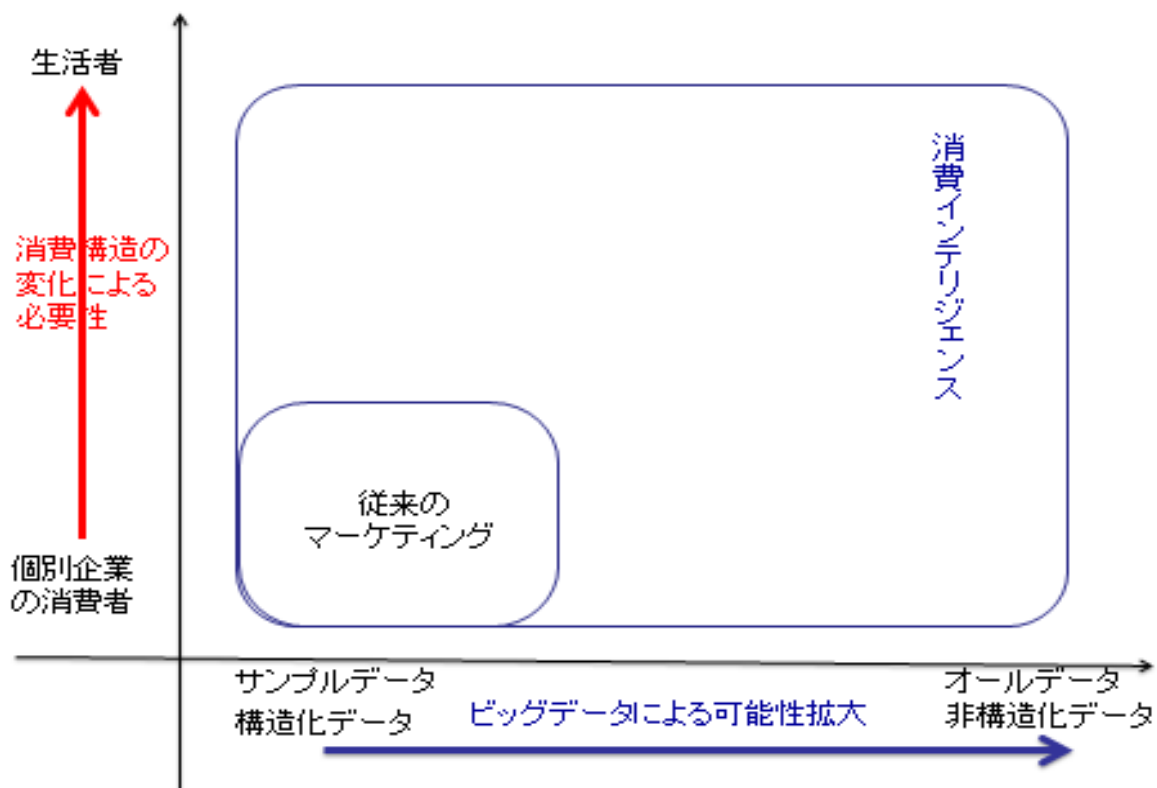 生活者
消費構造の
変化による
必要性
個別企業
の消費者
消費インテリジェンス
従来の
マーケティング
サンプルデータ
構造化データ
ビッグデータによる可能性拡大
オールデータ
非構造化データ